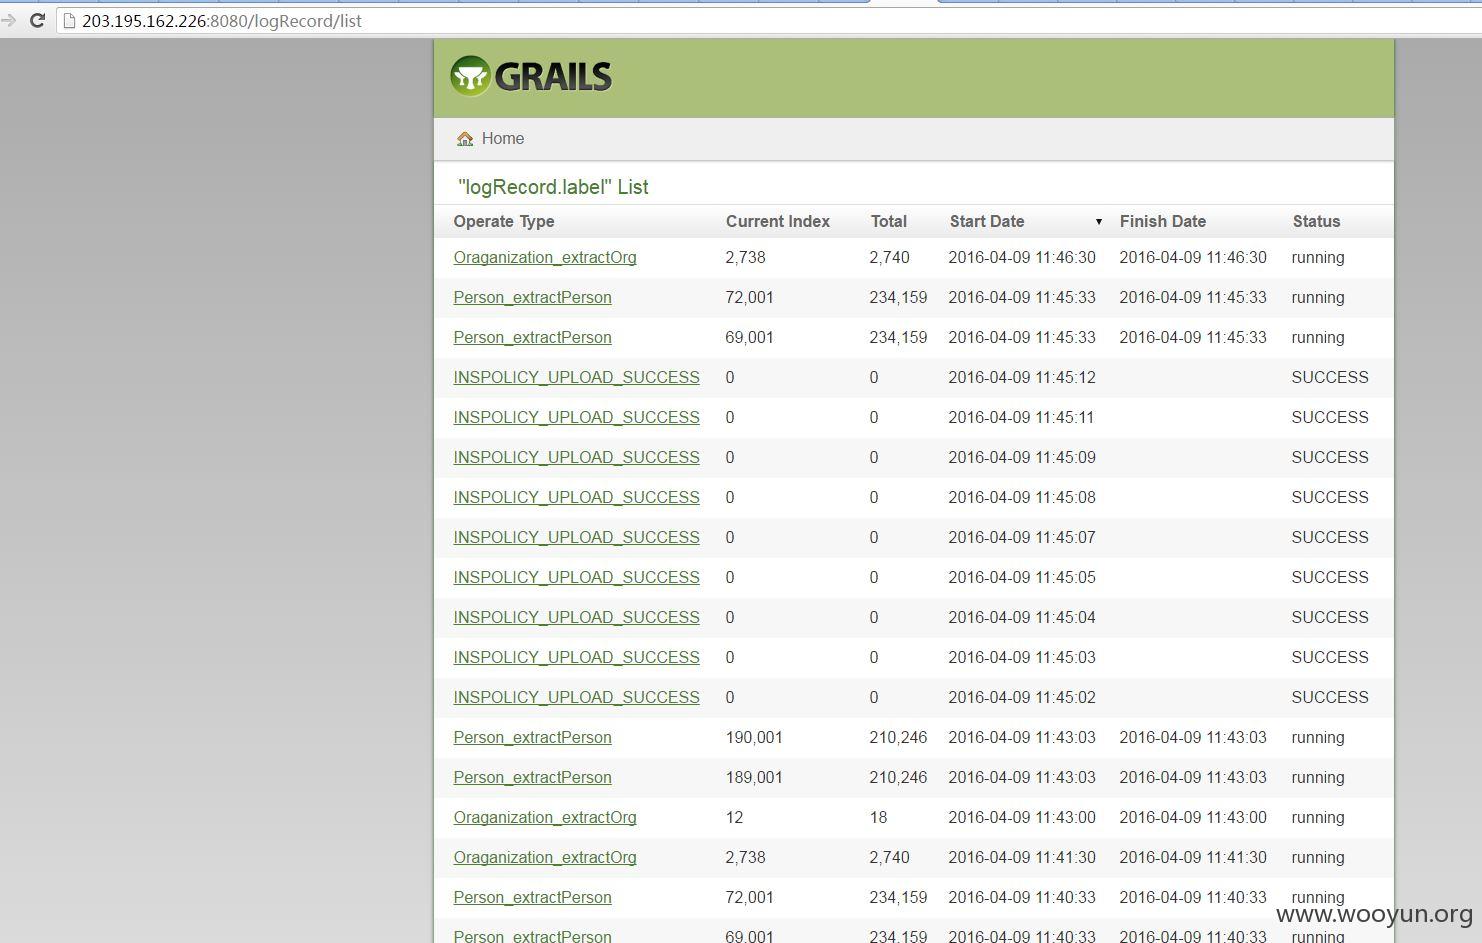 203.195.162.226:8080/logRecord/list
GRAILS
Home
"logRecord.label" List
Operate Type Current Index Total Start Date Finish Date Status
Oraganization_extractOrg 2,738 2,740 2016-04-09 11:46:30 2016-04-09 11:46:30 running
Person_extractPerson 72,001 234,159 2016-04-09 11:45:33 2016-04-09 11:45:33 running
Person_extractPerson 69,001 234,159 2016-04-09 11:45:33 2016-04-09 11:45:33 running
INSPOLICY_UPLOAD_SUCCESS 0 0 2016-04-09 11:45:12 SUCCESS
INSPOLICY_UPLOAD_SUCCESS 0 0 2016-04-09 11:45:11 SUCCESS
INSPOLICY_UPLOAD_SUCCESS 0 0 2016-04-09 11:45:09 SUCCESS
INSPOLICY_UPLOAD_SUCCESS 0 0 2016-04-09 11:45:08 SUCCESS
INSPOLICY_UPLOAD_SUCCESS 0 0 2016-04-09 11:45:07 SUCCESS
INSPOLICY_UPLOAD_SUCCESS 0 0 2016-04-09 11:45:05 SUCCESS
INSPOLICY_UPLOAD_SUCCESS 0 0 2016-04-09 11:45:04 SUCCESS
INSPOLICY_UPLOAD_SUCCESS 0 0 2016-04-09 11:45:03 SUCCESS
INSPOLICY_UPLOAD_SUCCESS 0 0 2016-04-09 11:45:02 SUCCESS
Person_extractPerson 190,001 210,246 2016-04-09 11:43:03 2016-04-09 11:43:03 running
Person_extractPerson 189,001 210,246 2016-04-09 11:43:03 2016-04-09 11:43:03 running
Oraganization_extractOrg 12 18 2016-04-09 11:43:00 2016-04-09 11:43:00 running
Oraganization_extractOrg 2,738 2,740 2016-04-09 11:41:30 2016-04-09 11:41:30 running
Person_extractPerson 72,001 234,159 2016-04-09 11:40:33 2016-04-09 11:40:33 running
www.wooyun.org
Person_extractPerson 69,001 234,159 2016-04-09 11:40:33 2016-04-09 11:40:33 running